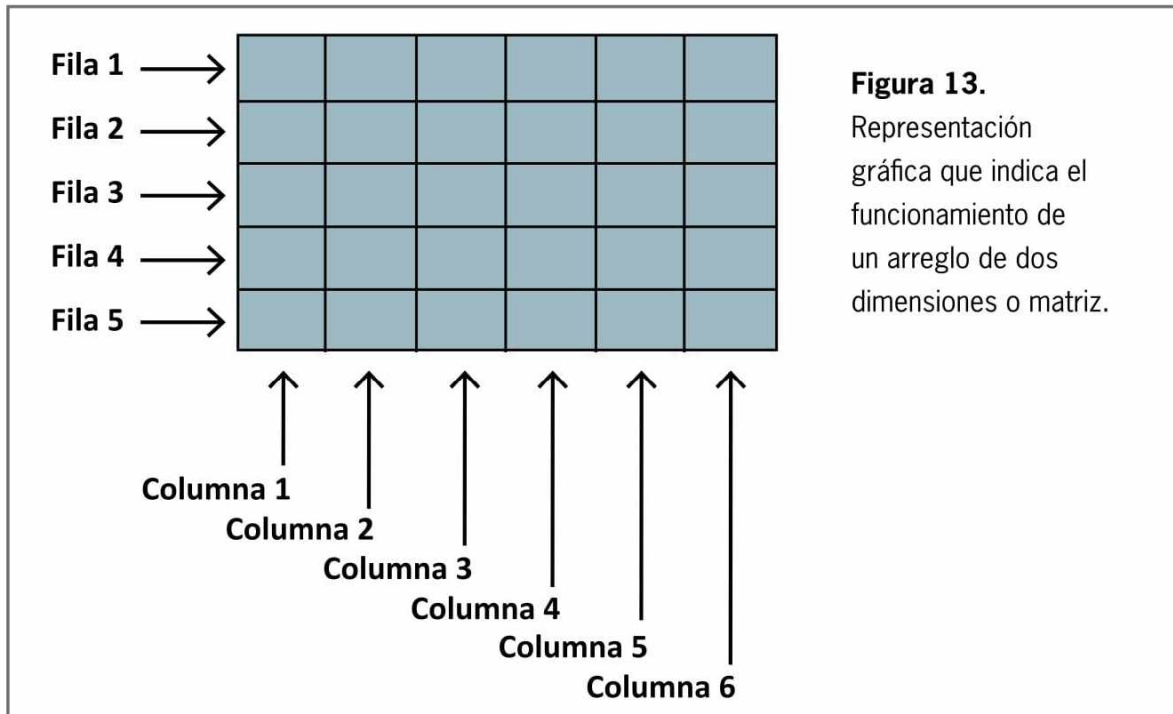 Fila 1
Fila 2
Fila 3
Fila 4
Fila 5
Columna 1
Columna 2
Columna 3
Columna 4
Columna 5
Columna 6
Figura 13.
Representación
gráfica que indica el
funcionamiento de
un arreglo de dos
dimensiones o matriz.